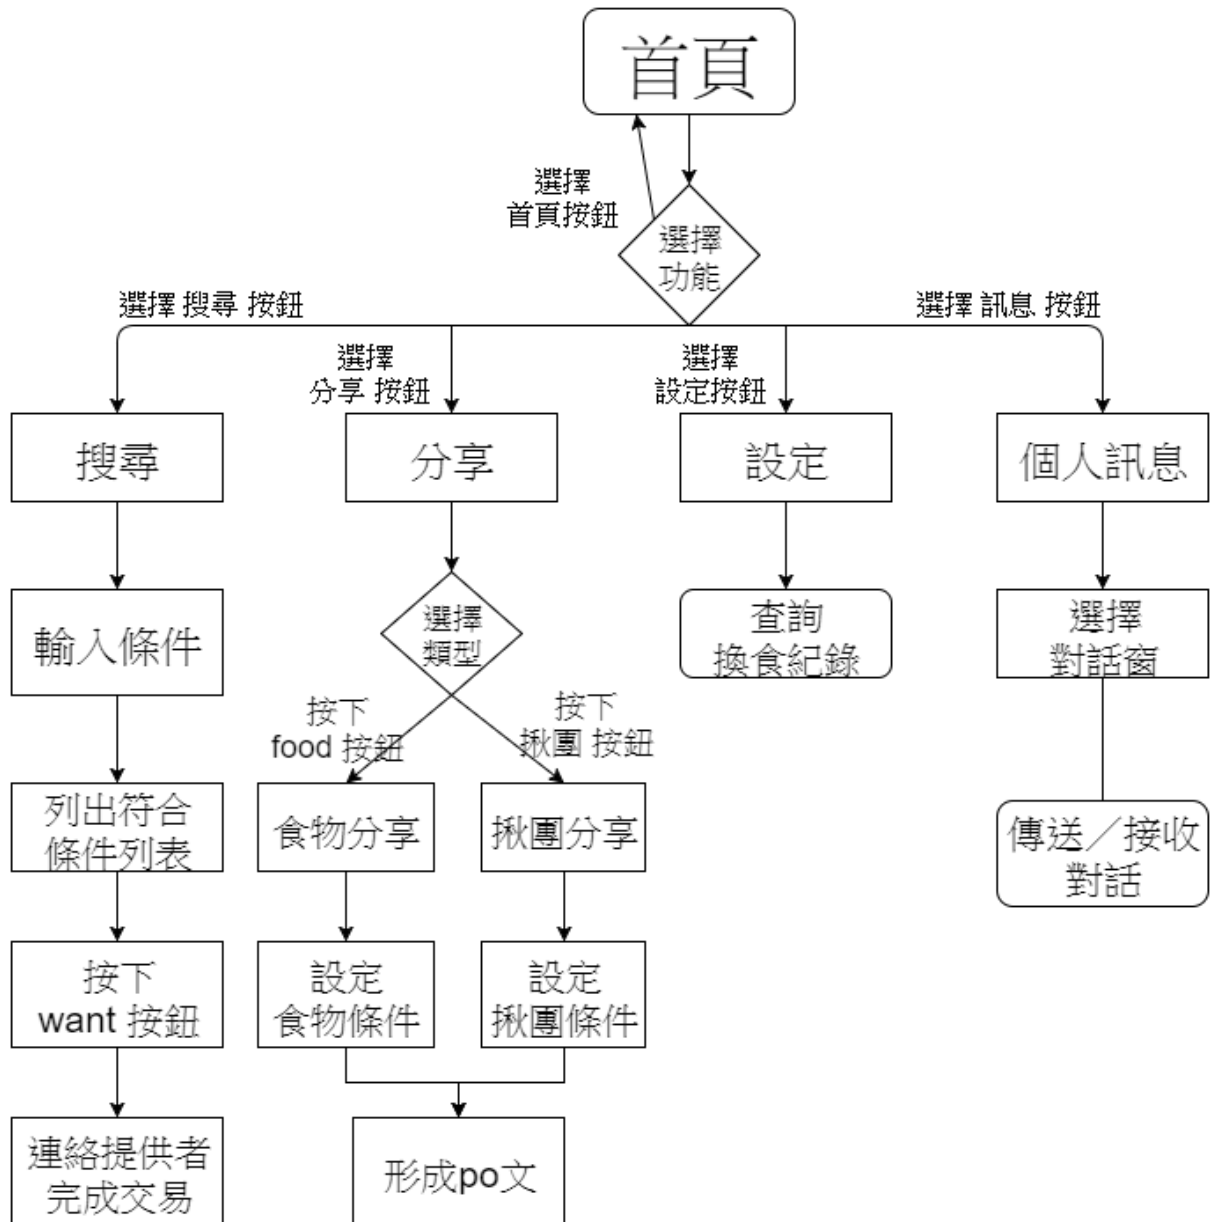 首頁
選擇
首頁按鈕
選擇
功能
選擇 搜尋 按鈕
選擇
分享 按鈕
選擇
設定按鈕
選擇 訊息 按鈕
搜尋
分享
設定
個人訊息
輸入條件
選擇
類型
查詢
換食紀錄
選擇
對話窗
按下
food 按鈕
按下
揪團 按鈕
列出符合
條件列表
食物分享
揪團分享
傳送／接收
對話
按下
want 按鈕
設定
食物條件
設定
揪團條件
連絡提供者
完成交易
形成po文